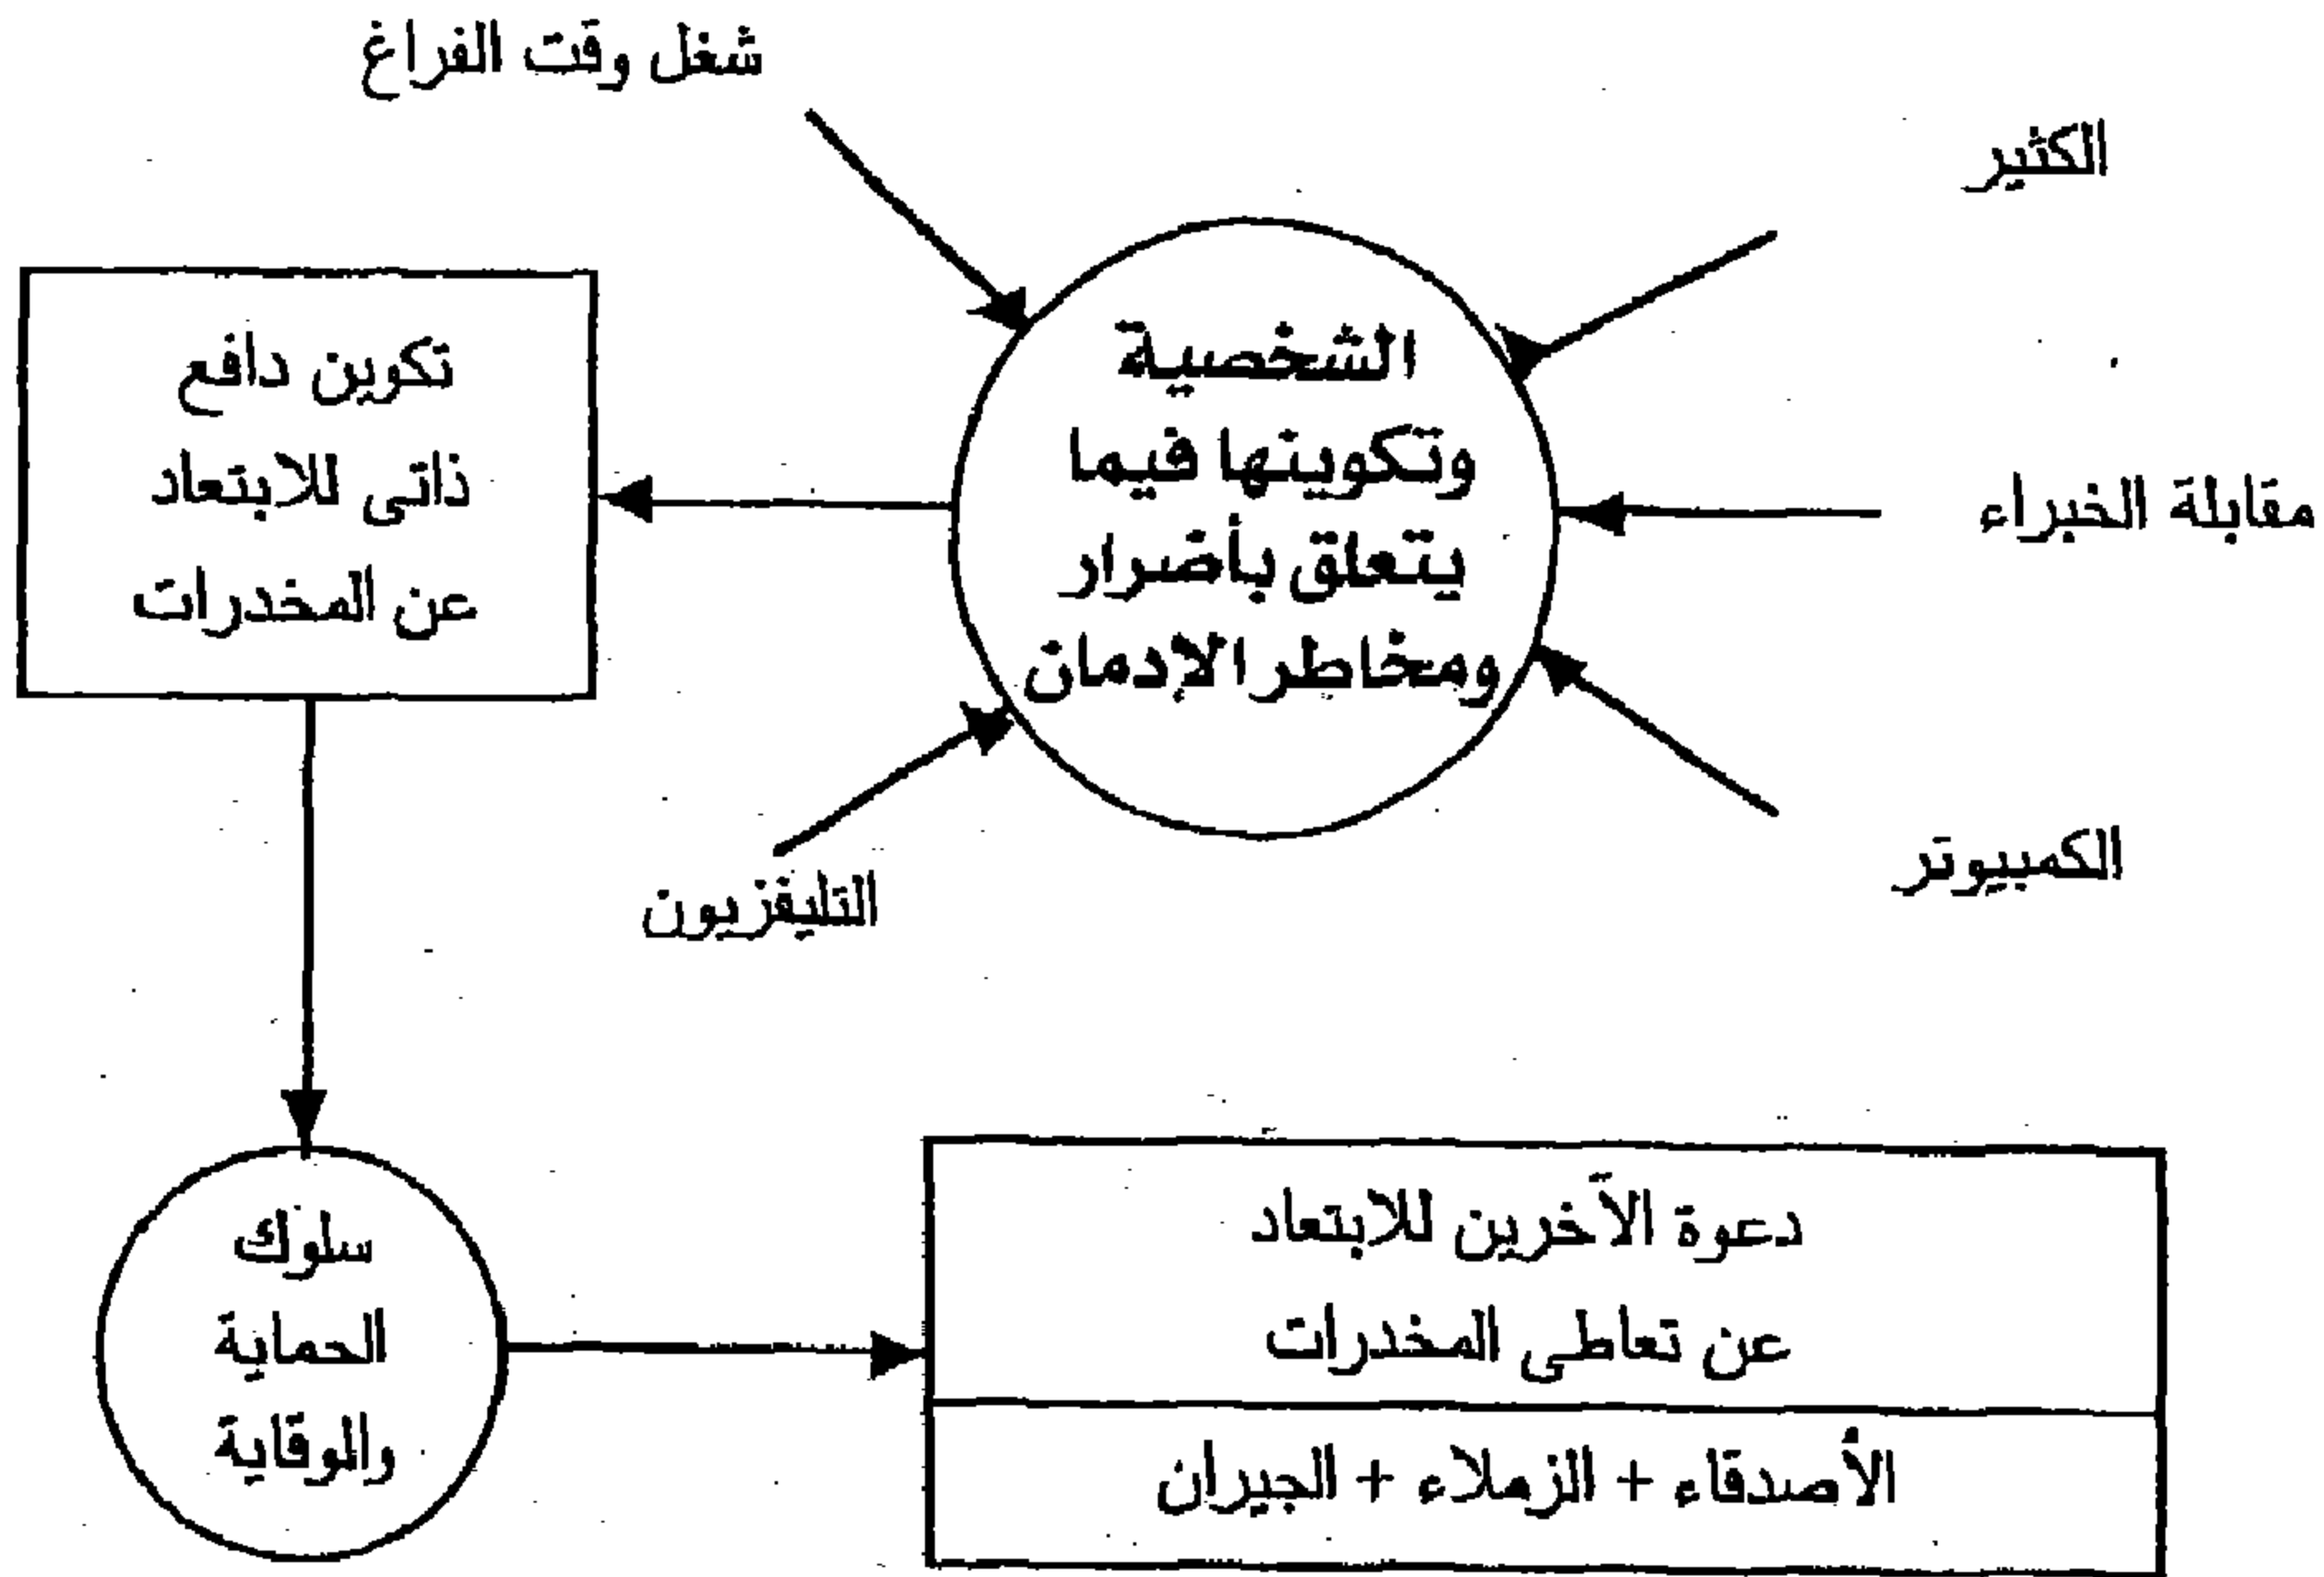 شغل وقت الفراغ
الكثير
الشخصية
وتكوينها فيما
يتعلق بأضرار
ومخاطر الإدمان
تكوين دافع
ذاتى للابتعاد
عن المخدرات
مقابلة الخبراء
الكمبيوتر
التليفزيون
سلوك
الحماية
والوقاية
دعوة الآخرين للابتعاد
عن تعاطى المخدرات
الأصدقاء + الزملاء + الجيران